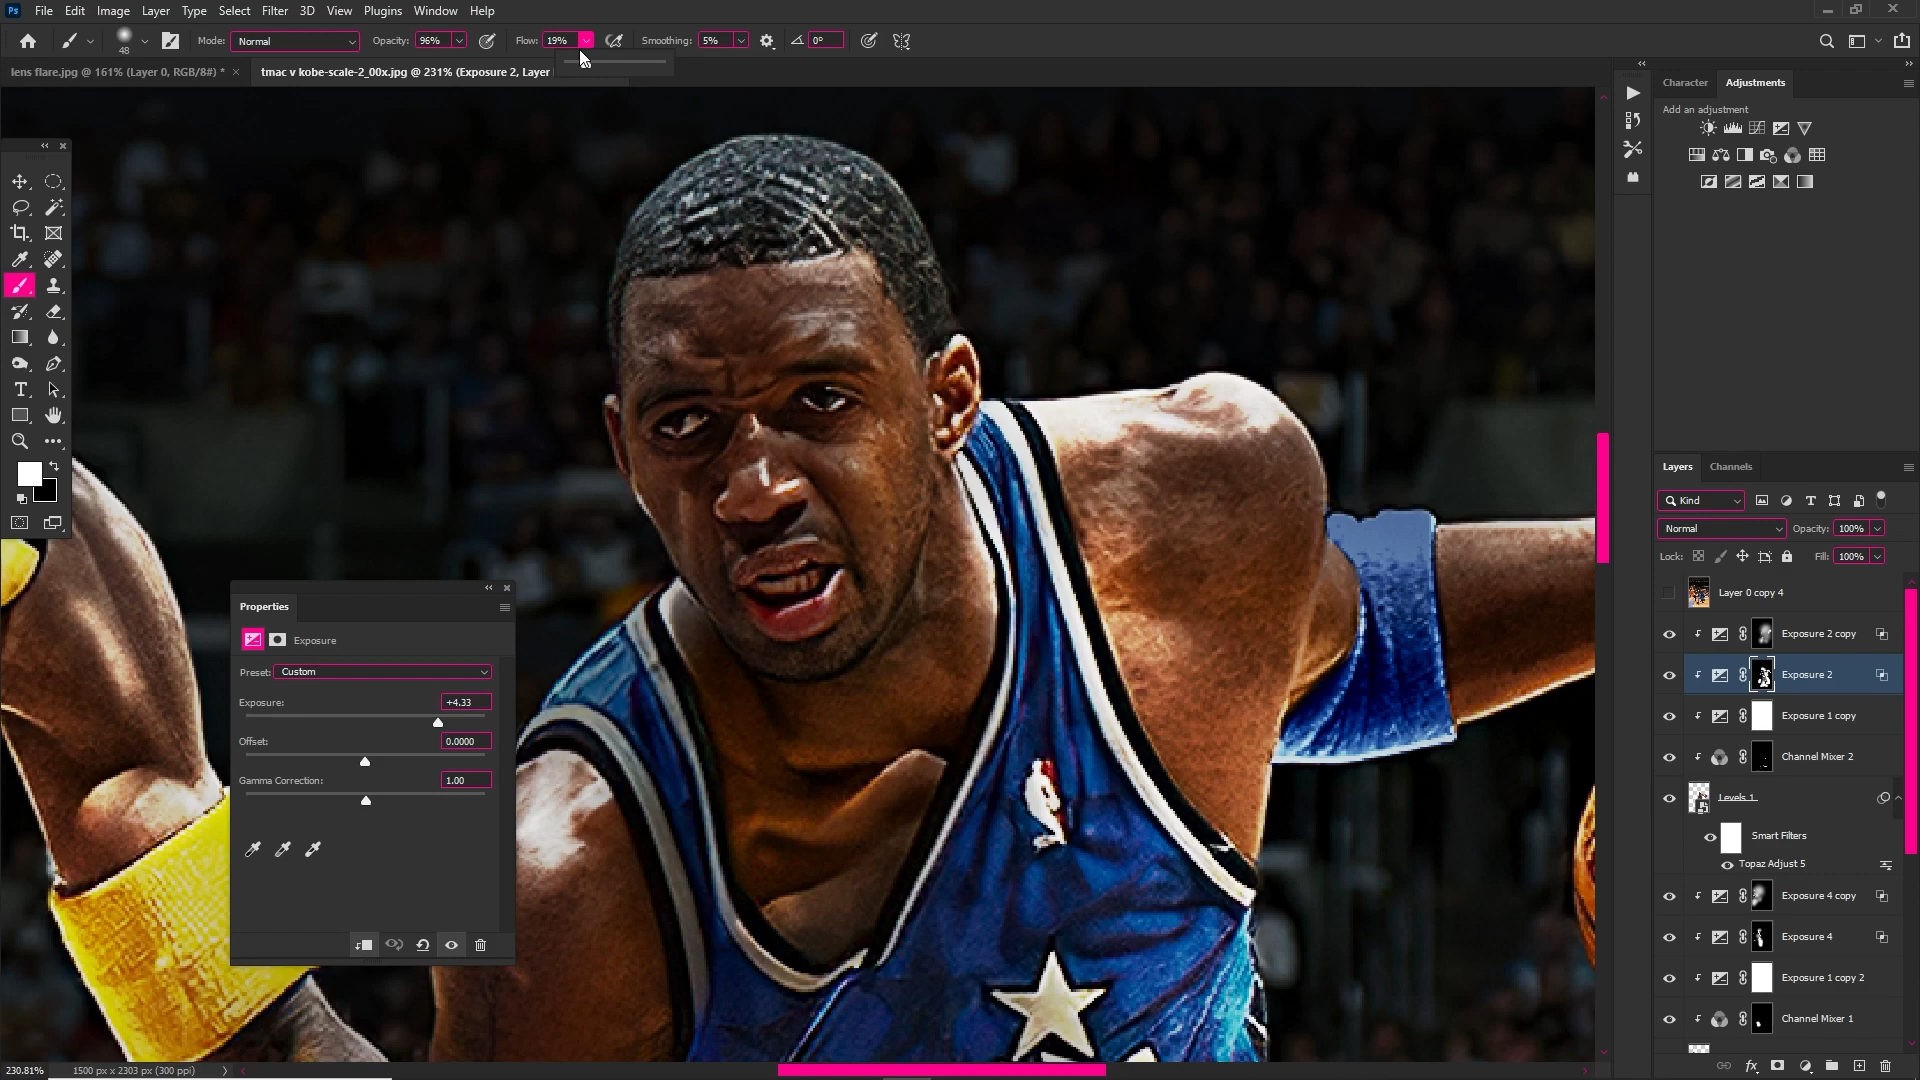 Ps File Edit Image Layer Type Select Filter 3D View Plugins Window Help
48 Mode: Normal Opacity: 96% Flow: 19% Smoothing: 5% 0°
lens flare.jpg @ 161% (Layer 0, RGB/8#) * × tmac v kobe-scale-2_00x.jpg @ 231% (Exposure 2, Layer
Character Adjustments
Add an adjustment
Layers Channels
Kind
Normal Opacity: 100%
Lock: Fill: 100%
Layer 0 copy 4
Exposure 2 copy
Exposure 2
Exposure 1 copy
Channel Mixer 2
Levels 1
Smart Filters
Topaz Adjust 5
Exposure 4 copy
Exposure 4
Exposure 1 copy 2
Channel Mixer 1
Properties
Exposure
Preset: Custom
Exposure: +4.33
Offset: 0.0000
Gamma Correction: 1.00
230.81% 1500 px x 2303 px (300 ppi)